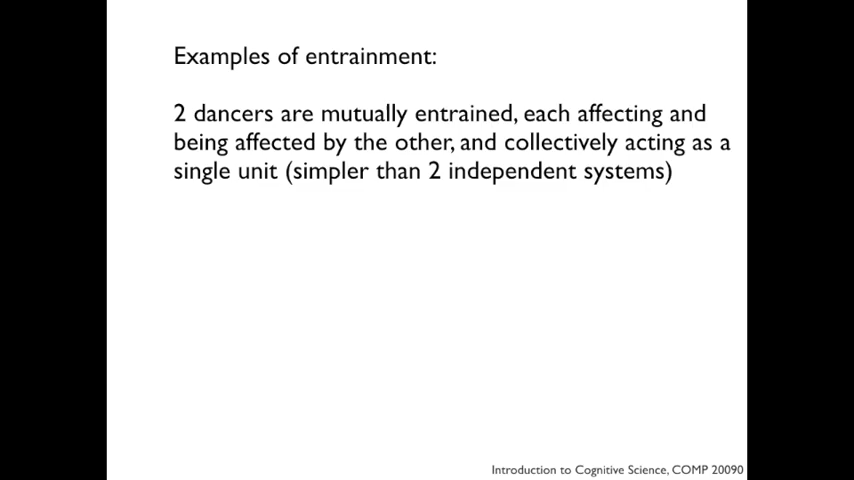 Examples of entrainment:
2 dancers are mutually entrained, each affecting and
being affected by the other, and collectively acting as a
single unit (simpler than 2 independent systems)
Introduction to Cognitive Science, COMP 20090